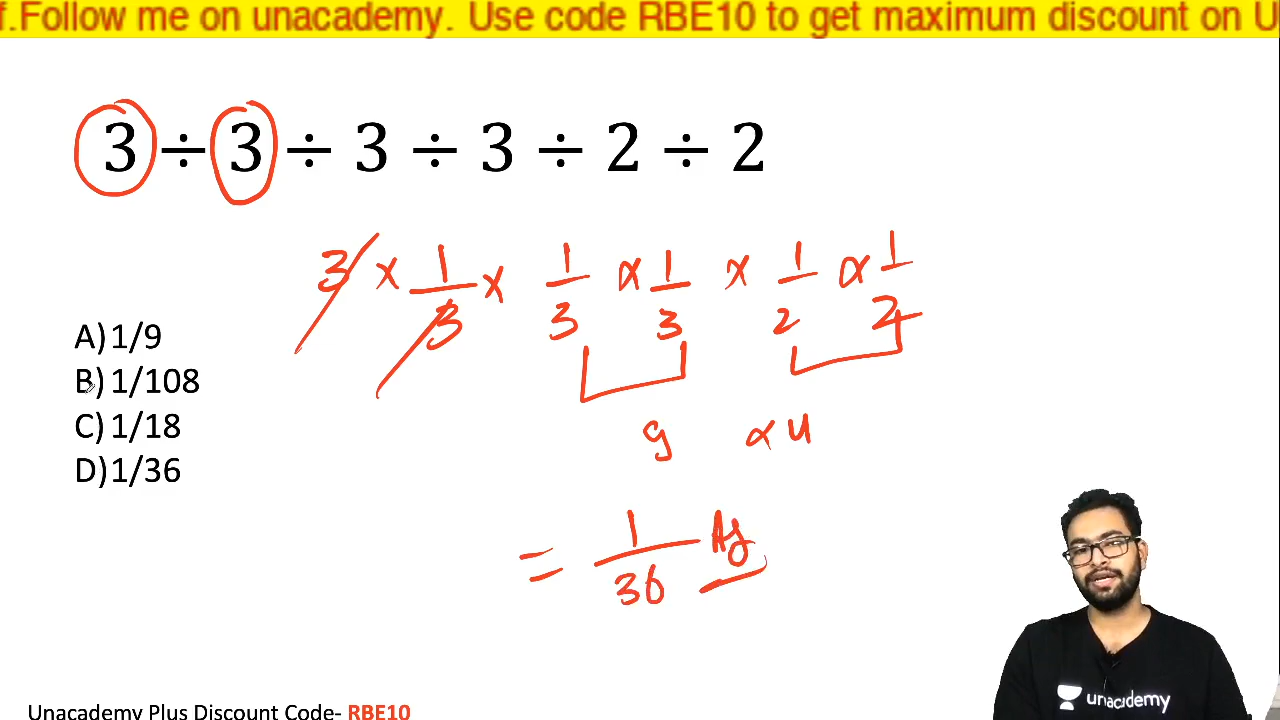 f.Follow me on unacademy. Use code RBE10 to get maximum discount on U
3 ÷ 3 ÷ 3 ÷ 3 ÷ 2 ÷ 2
3 × 1/3 × 1/3 × 1/3 × 1/2 × 1/2
A) 1/9
B) 1/108
C) 1/18
D) 1/36
9 × 4
= 1/36
unacademy
Unacademy Plus Discount Code- RBE10